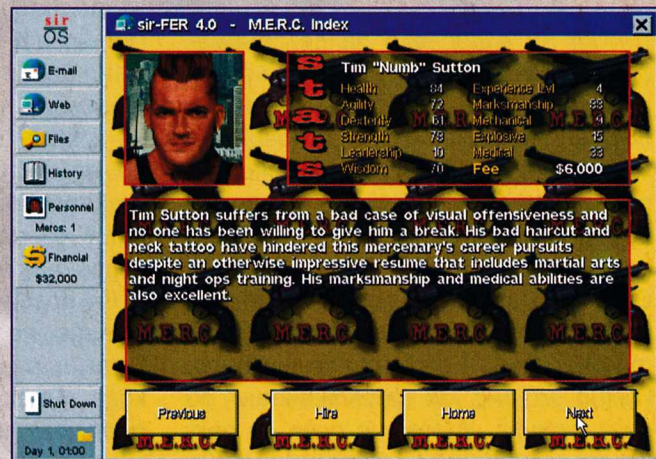 sir
OS
sir-FER 4.0 - M.E.R.C. Index
E-mail
Web
Files
History
Personnel
Mercs: 1
Financial
$32,000
Shut Down
Day 1, 01:00
stats
Tim "Numb" Sutton
Health 84 Experience Lvl 4
Agility 72 Marksmanship
Dexterity 61 Mechanical 9
Strength 78 Explosive 15
Leadership 10 Medical 33
Wisdom 70 Fee $6,000
Tim Sutton suffers from a bad case of visual offensiveness and
no one has been willing to give him a break. His bad haircut and
neck tattoo have hindered this mercenary's career pursuits
despite an otherwise impressive resume that includes martial arts
and night ops training. His marksmanship and medical abilities are
also excellent.
M.E.R.C. M.E.R.C. M.E.R.C. M.E.R.C.
Previous Hire Home Next
M.E.R.C. M.E.R.C. M.E.R.C. M.E.R.C.